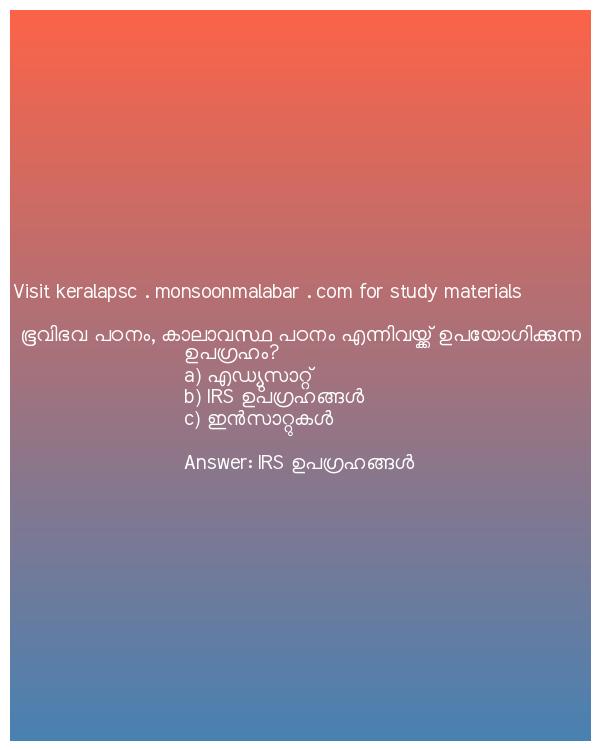 Visit keralapsc . monsoonmalabar . com for study materials
ഭൂവിഭവ പഠനം, കാലാവസ്ഥ പഠനം എന്നിവയ്ക്ക് ഉപയോഗിക്കുന്ന
ഉപഗ്രഹം?
a) എഡ്യുസാറ്റ്
b) IRS ഉപഗ്രഹങ്ങൾ
c) ഇൻസാറ്റുകൾ
Answer: IRS ഉപഗ്രഹങ്ങൾ